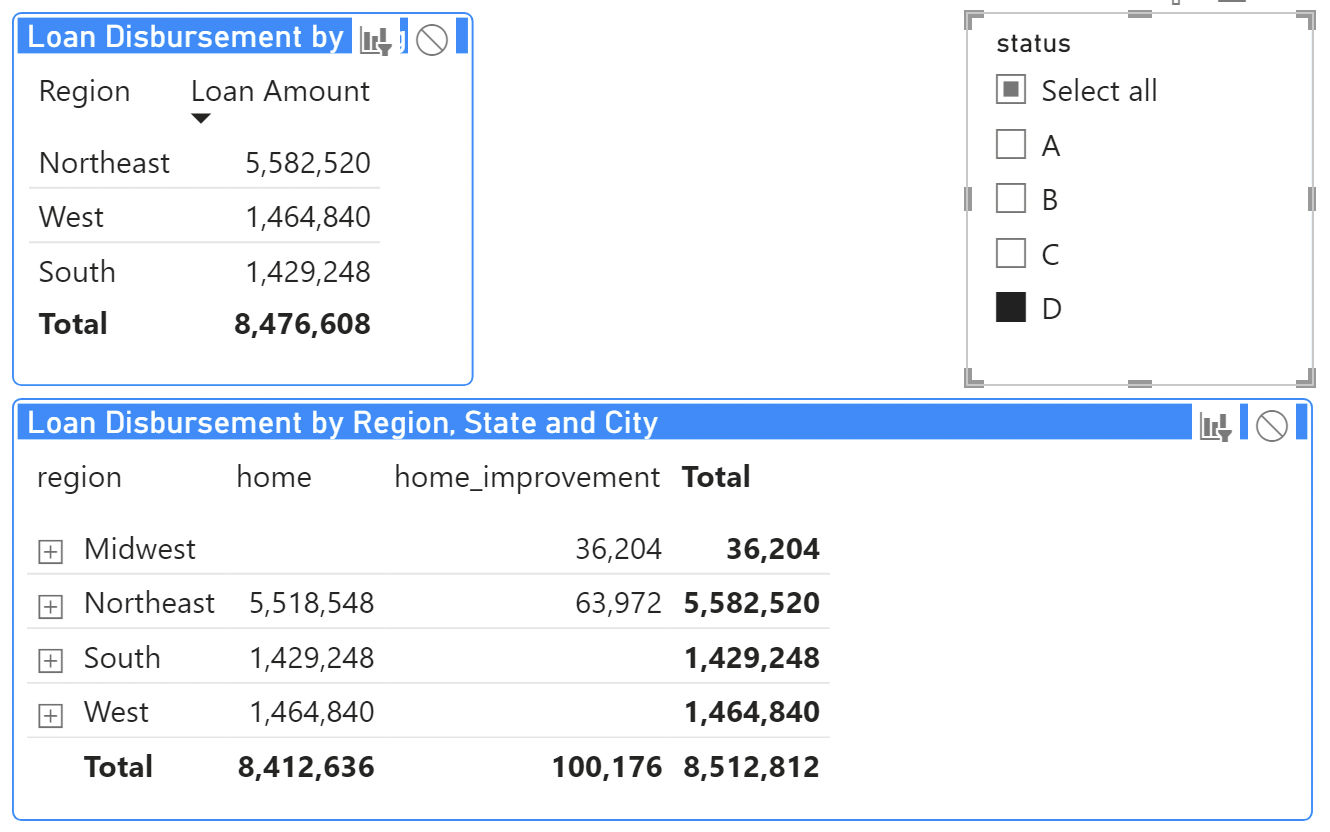 Loan Disbursement by
Region Loan Amount
Northeast 5,582,520
West 1,464,840
South 1,429,248
Total 8,476,608
status
Select all
A
B
C
D
Loan Disbursement by Region, State and City
region home home_improvement Total
Midwest 36,204 36,204
Northeast 5,518,548 63,972 5,582,520
South 1,429,248 1,429,248
West 1,464,840 1,464,840
Total 8,412,636 100,176 8,512,812